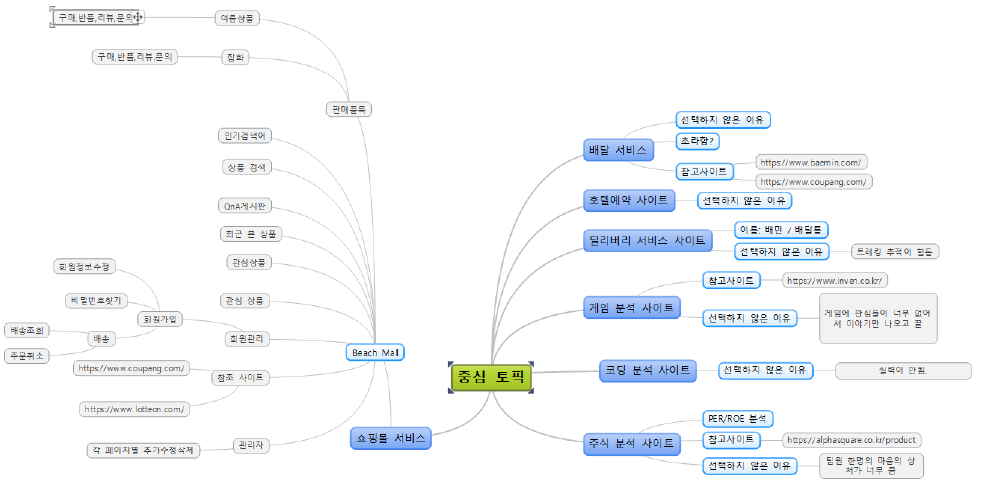 구매,반품,리뷰,문의
여름상품
구매,반품,리뷰,문의
잡화
판매품목
인기검색어
상품 검색
QnA게시판
최근 본 상품
관심상품
관심 상품
회원정보수정
비밀번호찾기
회원가입
배송조회
배송
주문취소
회원관리
https://www.coupang.com/
참조 사이트
https://www.lotteon.com/
각 페이지별 추가수정삭제
관리자
Beach Mall
쇼핑몰 서비스
중심 토픽
배달 서비스
선택하지 않은 이유
초라함?
참고사이트
https://www.baemin.com/
https://www.coupang.com/
호텔예약 사이트
선택하지 않은 이유
딜리버리 서비스 사이트
이름: 배민 / 배달통
선택하지 않은 이유
트레킹 추적이 힘듬
게임 분석 사이트
참고사이트
https://www.inven.co.kr/
선택하지 않은 이유
게임에 관심들이 너무 없어
서 이야기만 나오고 끝
코딩 분석 사이트
선택하지 않은 이유
실력이 안됨.
주식 분석 사이트
PER/ROE 분석
참고사이트
https://alphasquare.co.kr/product
선택하지 않은 이유
팀원 한명의 마음의 상
처가 너무 큼